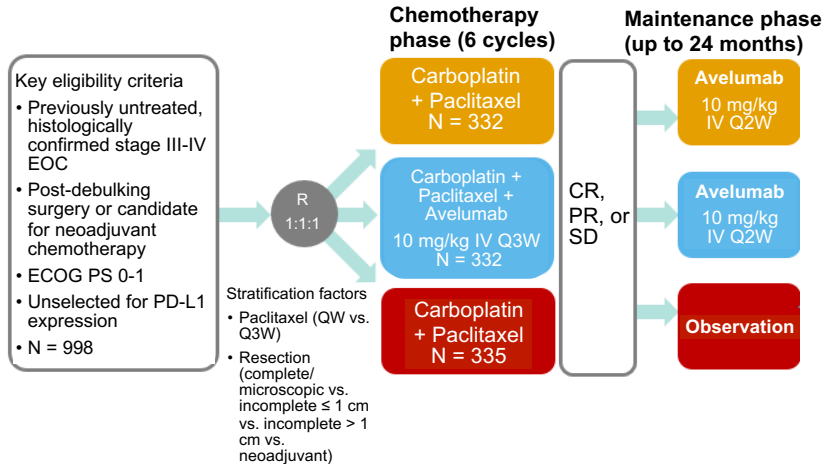 Chemotherapy
phase (6 cycles)
Maintenance phase
(up to 24 months)
Key eligibility criteria
• Previously untreated,
histologically
confirmed stage III-IV
EOC
• Post-debulking
surgery or candidate
for neoadjuvant
chemotherapy
• ECOG PS 0-1
• Unselected for PD-L1
expression
• N = 998
R
1:1:1
Stratification factors
• Paclitaxel (QW vs.
Q3W)
• Resection
(complete/
microscopic vs.
incomplete ≤ 1 cm
vs. incomplete > 1
cm vs.
neoadjuvant)
Carboplatin
+ Paclitaxel
N = 332
Carboplatin +
Paclitaxel +
Avelumab
10 mg/kg IV Q3W
N = 332
Carboplatin
+ Paclitaxel
N = 335
CR,
PR, or
SD
Avelumab
10 mg/kg
IV Q2W
Avelumab
10 mg/kg
IV Q2W
Observation